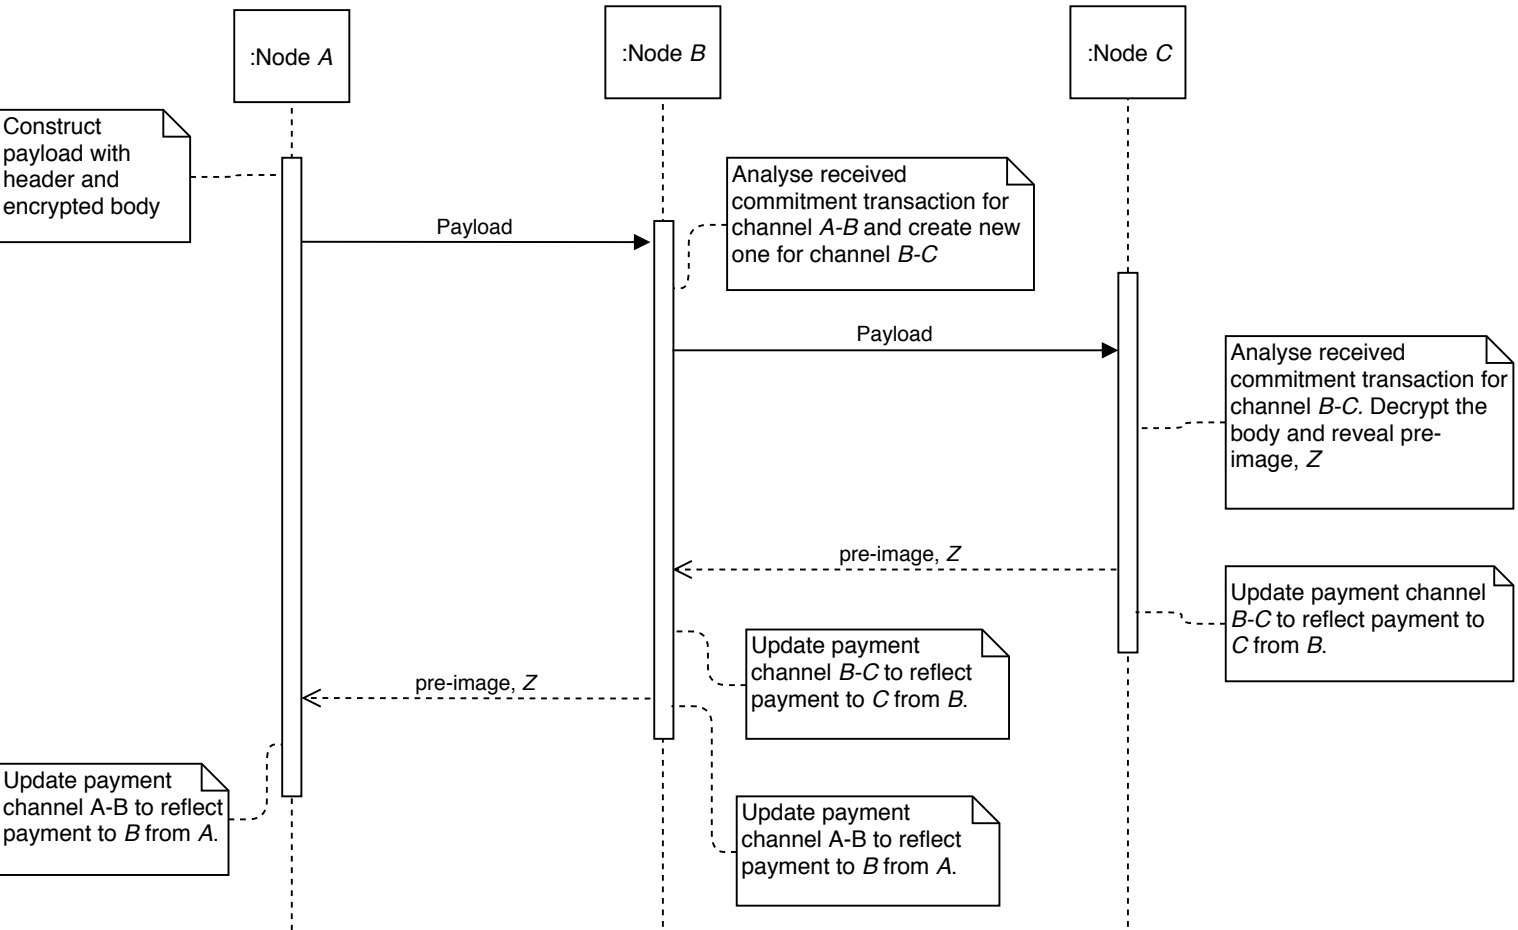 :Node A
:Node B
:Node C
Construct
payload with
header and
encrypted body
Payload
Analyse received
commitment transaction for
channel A-B and create new
one for channel B-C
Payload
Analyse received
commitment transaction for
channel B-C. Decrypt the
body and reveal pre-
image, Z
pre-image, Z
Update payment channel
B-C to reflect payment to
C from B.
Update payment
channel B-C to reflect
payment to C from B.
pre-image, Z
Update payment
channel A-B to reflect
payment to B from A.
Update payment
channel A-B to reflect
payment to B from A.